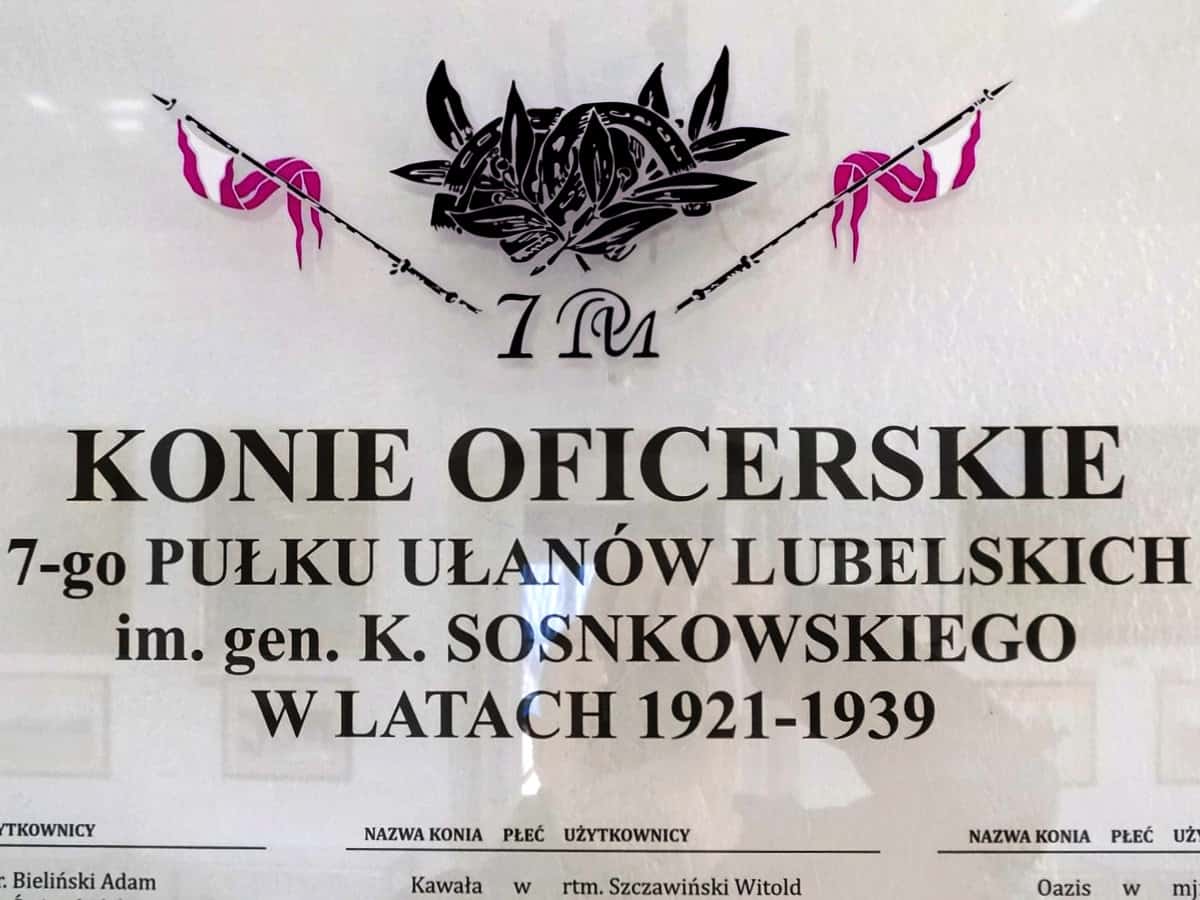 7 PU
KONIE OFICERSKIE
7-go PUŁKU UŁANÓW LUBELSKICH
im. gen. K. SOSNKOWSKIEGO
W LATACH 1921-1939
NAZWA KONIA PŁEĆ UŻYTKOWNICY NAZWA KONIA PŁEĆ
Bieliński Adam Kawała w rtm. Szczawiński Witold Oazis w